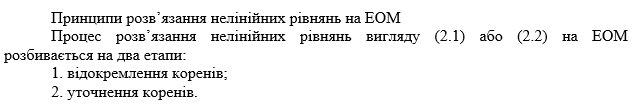 Принципи розв’язання нелінійних рівнянь на ЕОМ
Процес розв’язання нелінійних рівнянь вигляду (2.1) або (2.2) на ЕОМ
розбивається на два етапи:
1. відокремлення коренів;
2. уточнення коренів.